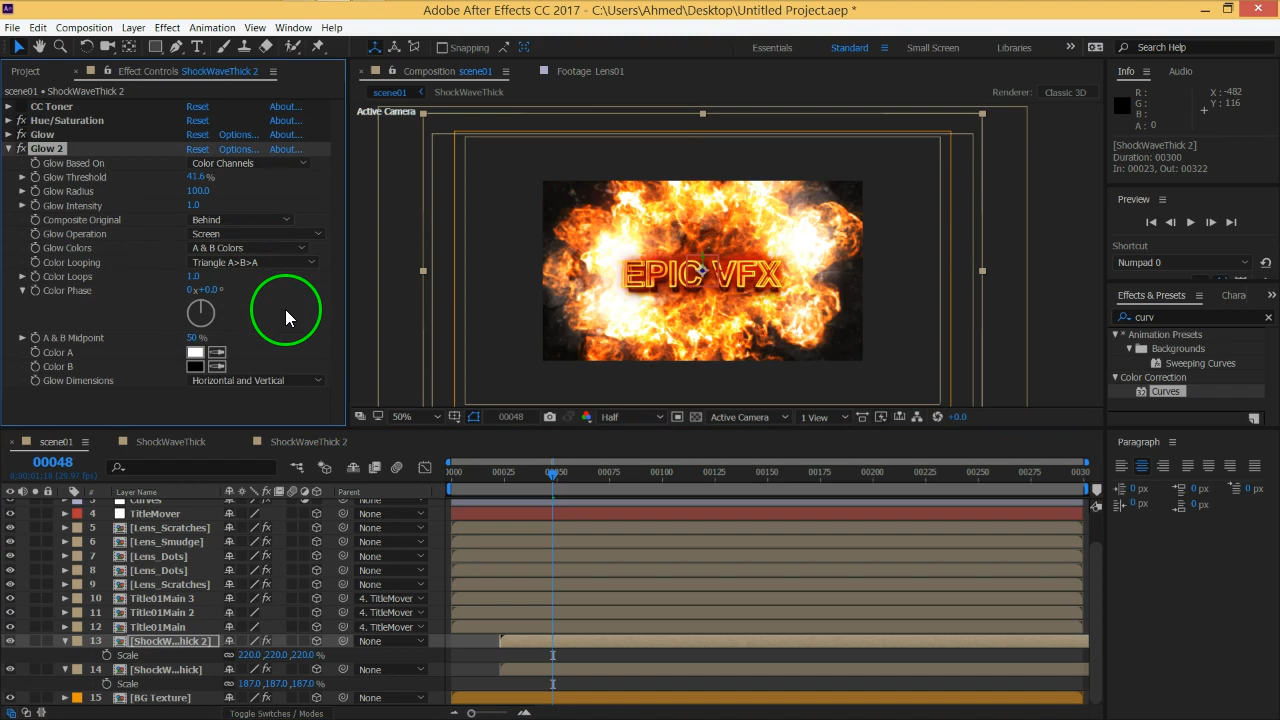 Adobe After Effects CC 2017 - C:\Users\Ahmed\Desktop\Untitled Project.aep *
File Edit Composition Layer Effect Animation View Window Help
Snapping Essentials Standard Small Screen Libraries Search Help
Project Effect Controls ShockWaveThick 2
Composition scene01 Footage Lens01
Info Audio
scene01 • ShockWaveThick 2
scene01 ShockWaveThick Renderer: Classic 3D
CC Toner Reset About...
Hue/Saturation Reset About...
Glow Reset Options... About...
Glow 2 Reset Options... About...
Glow Based On Color Channels
Glow Threshold 41.6 %
Glow Radius 100.0
Glow Intensity 1.0
Composite Original Behind
Glow Operation Screen
Glow Colors A & B Colors
Color Looping Triangle A>B>A
Color Loops 1.0
Color Phase 0 x+0.0 °
A & B Midpoint 50 %
Color A
Color B
Glow Dimensions Horizontal and Vertical
Active Camera
EPIC VFX
50% 00048 Half Active Camera 1 View +0.0
R : X : -482
G : Y : 116
B :
A : 0
[ShockWaveThick 2]
Duration: 00300
In: 00023, Out: 00322
Preview
Shortcut
Numpad 0
Effects & Presets Chara
curv
* Animation Presets
Backgrounds
Sweeping Curves
Color Correction
Curves
Paragraph
0 px 0 px 0 px
0 px 0 px
scene01 ShockWaveThick ShockWaveThick 2
00048
0;00;01;18 (29.97 fps)
0000 00025 00050 00075 00100 00125 00150 00175 00200 00225 00250 00275 0030
# Layer Name Parent
3 Curves None
4 TitleMover None
5 [Lens_Scratches] None
6 [Lens_Smudge] None
7 [Lens_Dots] None
8 [Lens_Dots] None
9 [Lens_Scratches] None
10 Title01Main 3 4. TitleMover
11 Title01Main 2 4. TitleMover
12 Title01Main 4. TitleMover
13 [ShockW...hick 2] None
Scale 220.0,220.0,220.0 %
14 [ShockW...hick] None
Scale 187.0,187.0,187.0 %
15 [BG Texture] None
Toggle Switches / Modes